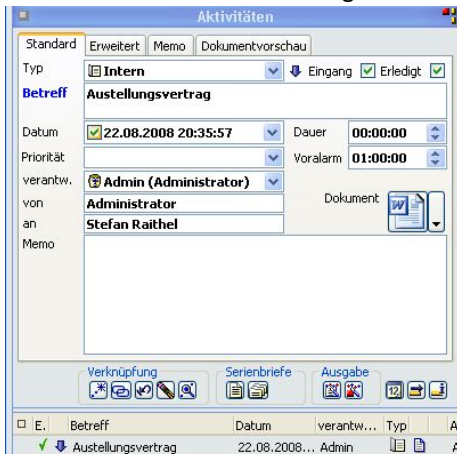 Aktivitäten
Standard Erweitert Memo Dokumentvorschau
Typ Intern Eingang Erledigt
Betreff Austellungsvertrag
Datum 22.08.2008 20:35:57 Dauer 00:00:00
Priorität Voralarm 01:00:00
verantw. Admin (Administrator)
von Administrator Dokument
an Stefan Raithel
Memo
Verknüpfung Serienbriefe Ausgabe
E. Betreff Datum verantw... Typ A
Austellungsvertrag 22.08.2008... Admin